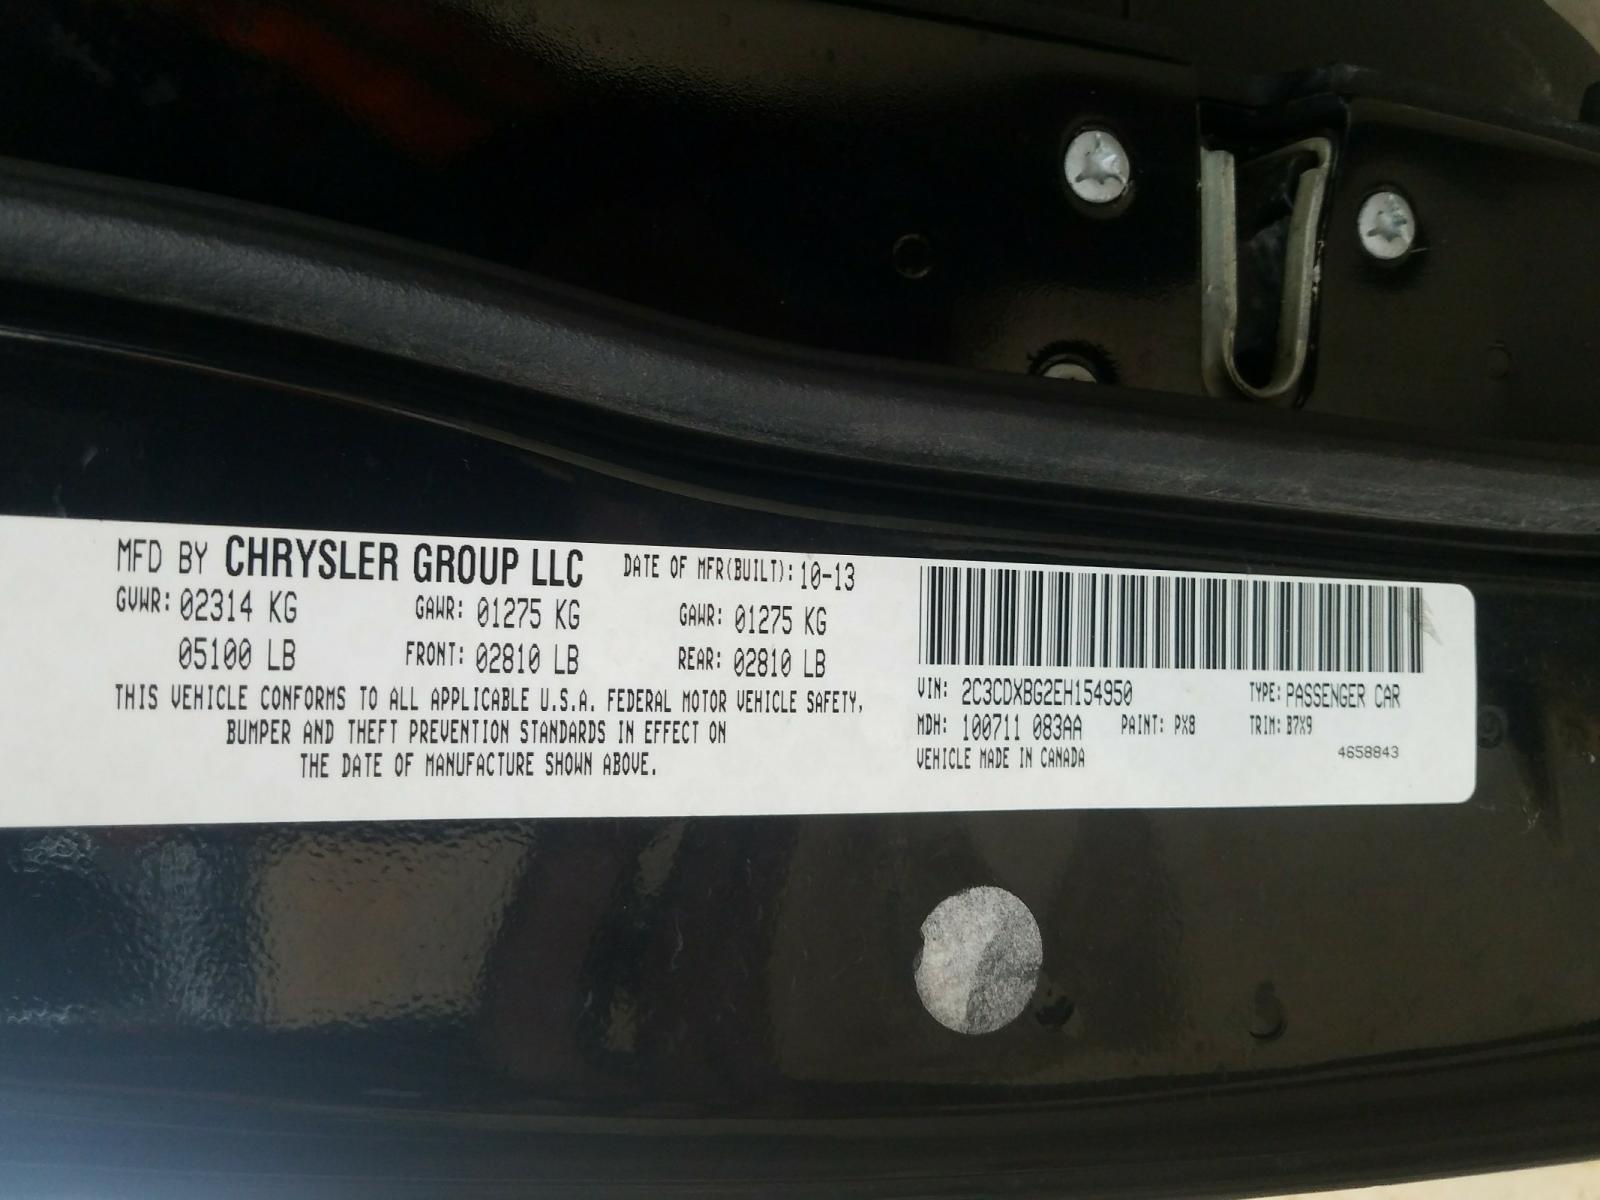 MFD BY CHRYSLER GROUP LLC DATE OF MFR(BUILT): 10-13
GVWR: 02314 KG GAWR: 01275 KG GAWR: 01275 KG
05100 LB FRONT: 02810 LB REAR: 02810 LB
THIS VEHICLE CONFORMS TO ALL APPLICABLE U.S.A. FEDERAL MOTOR VEHICLE SAFETY,
BUMPER AND THEFT PREVENTION STANDARDS IN EFFECT ON
THE DATE OF MANUFACTURE SHOWN ABOVE.
VIN: 2C3CDXBG2EH154950 TYPE: PASSENGER CAR
MDH: 100711 083AA PAINT: PX8 TRIM: B7X9
VEHICLE MADE IN CANADA 4658843